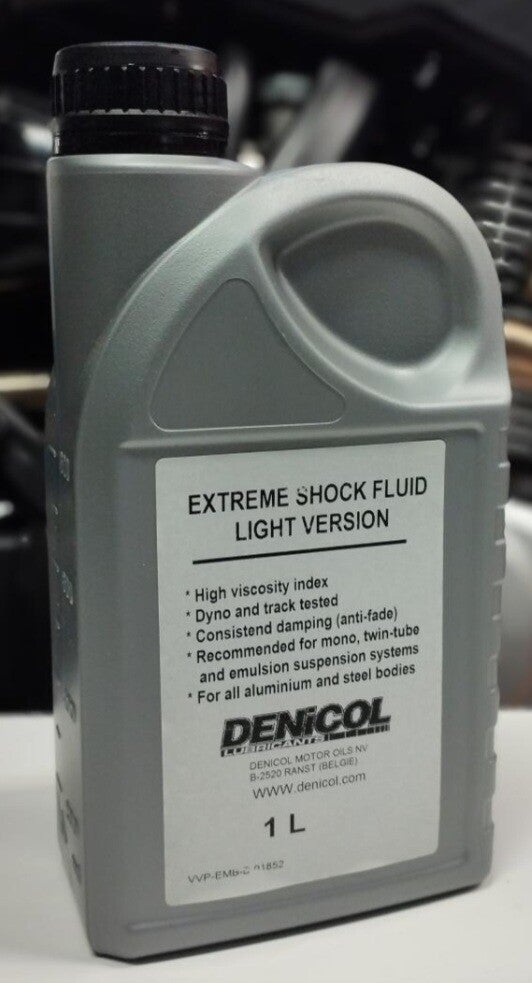 EXTREME SHOCK FLUID
LIGHT VERSION
* High viscosity index
* Dyno and track tested
* Consistend damping (anti-fade)
* Recommended for mono, twin-tube
and emulsion suspension systems
* For all aluminium and steel bodies
DENiCOL
LUBRICANTS
DENICOL MOTOR OILS NV
B-2520 RANST (BELGIE)
WWW.denicol.com
1 L